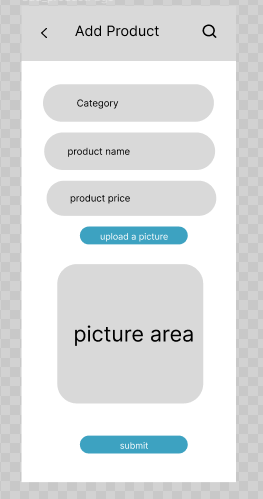 Add Product
Category
product name
product price
upload a picture
picture area
submit